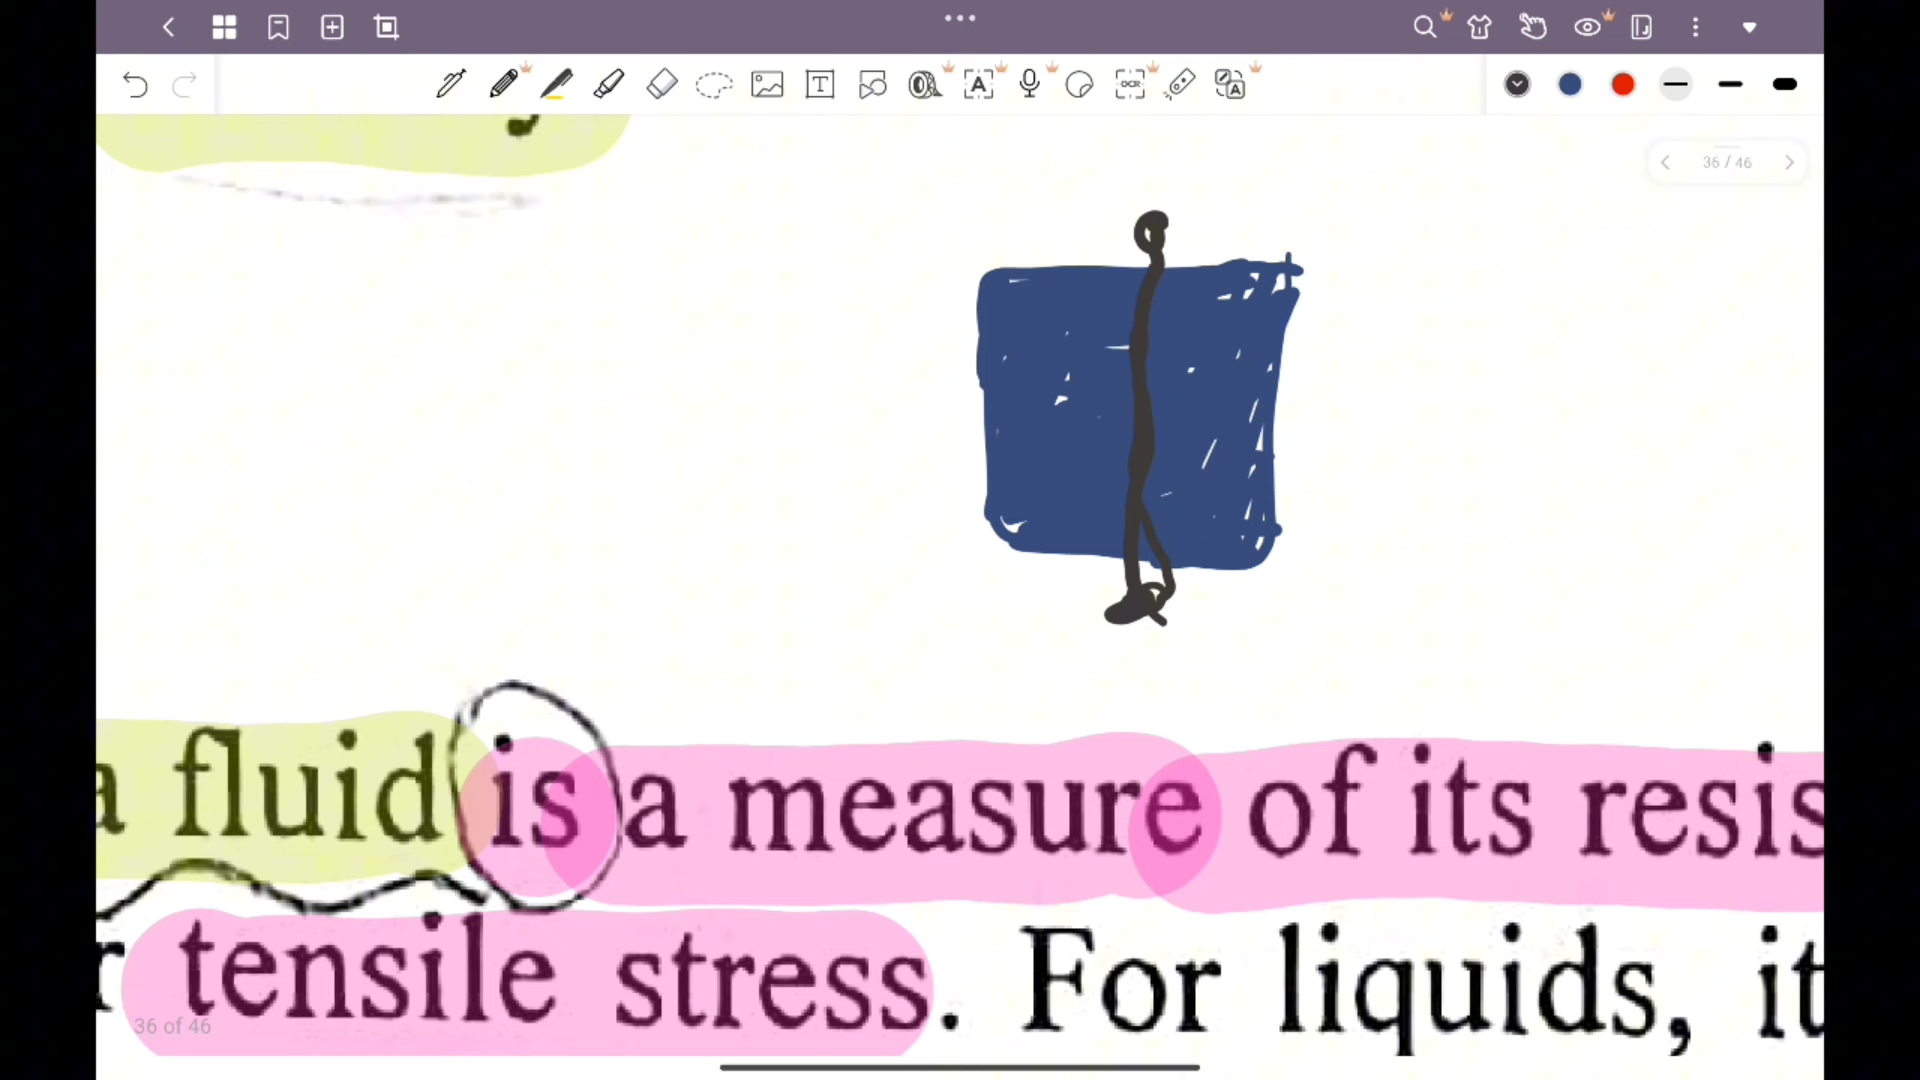 36 / 46
a fluid is a measure of its resis
r tensile stress. For liquids, it
36 of 46